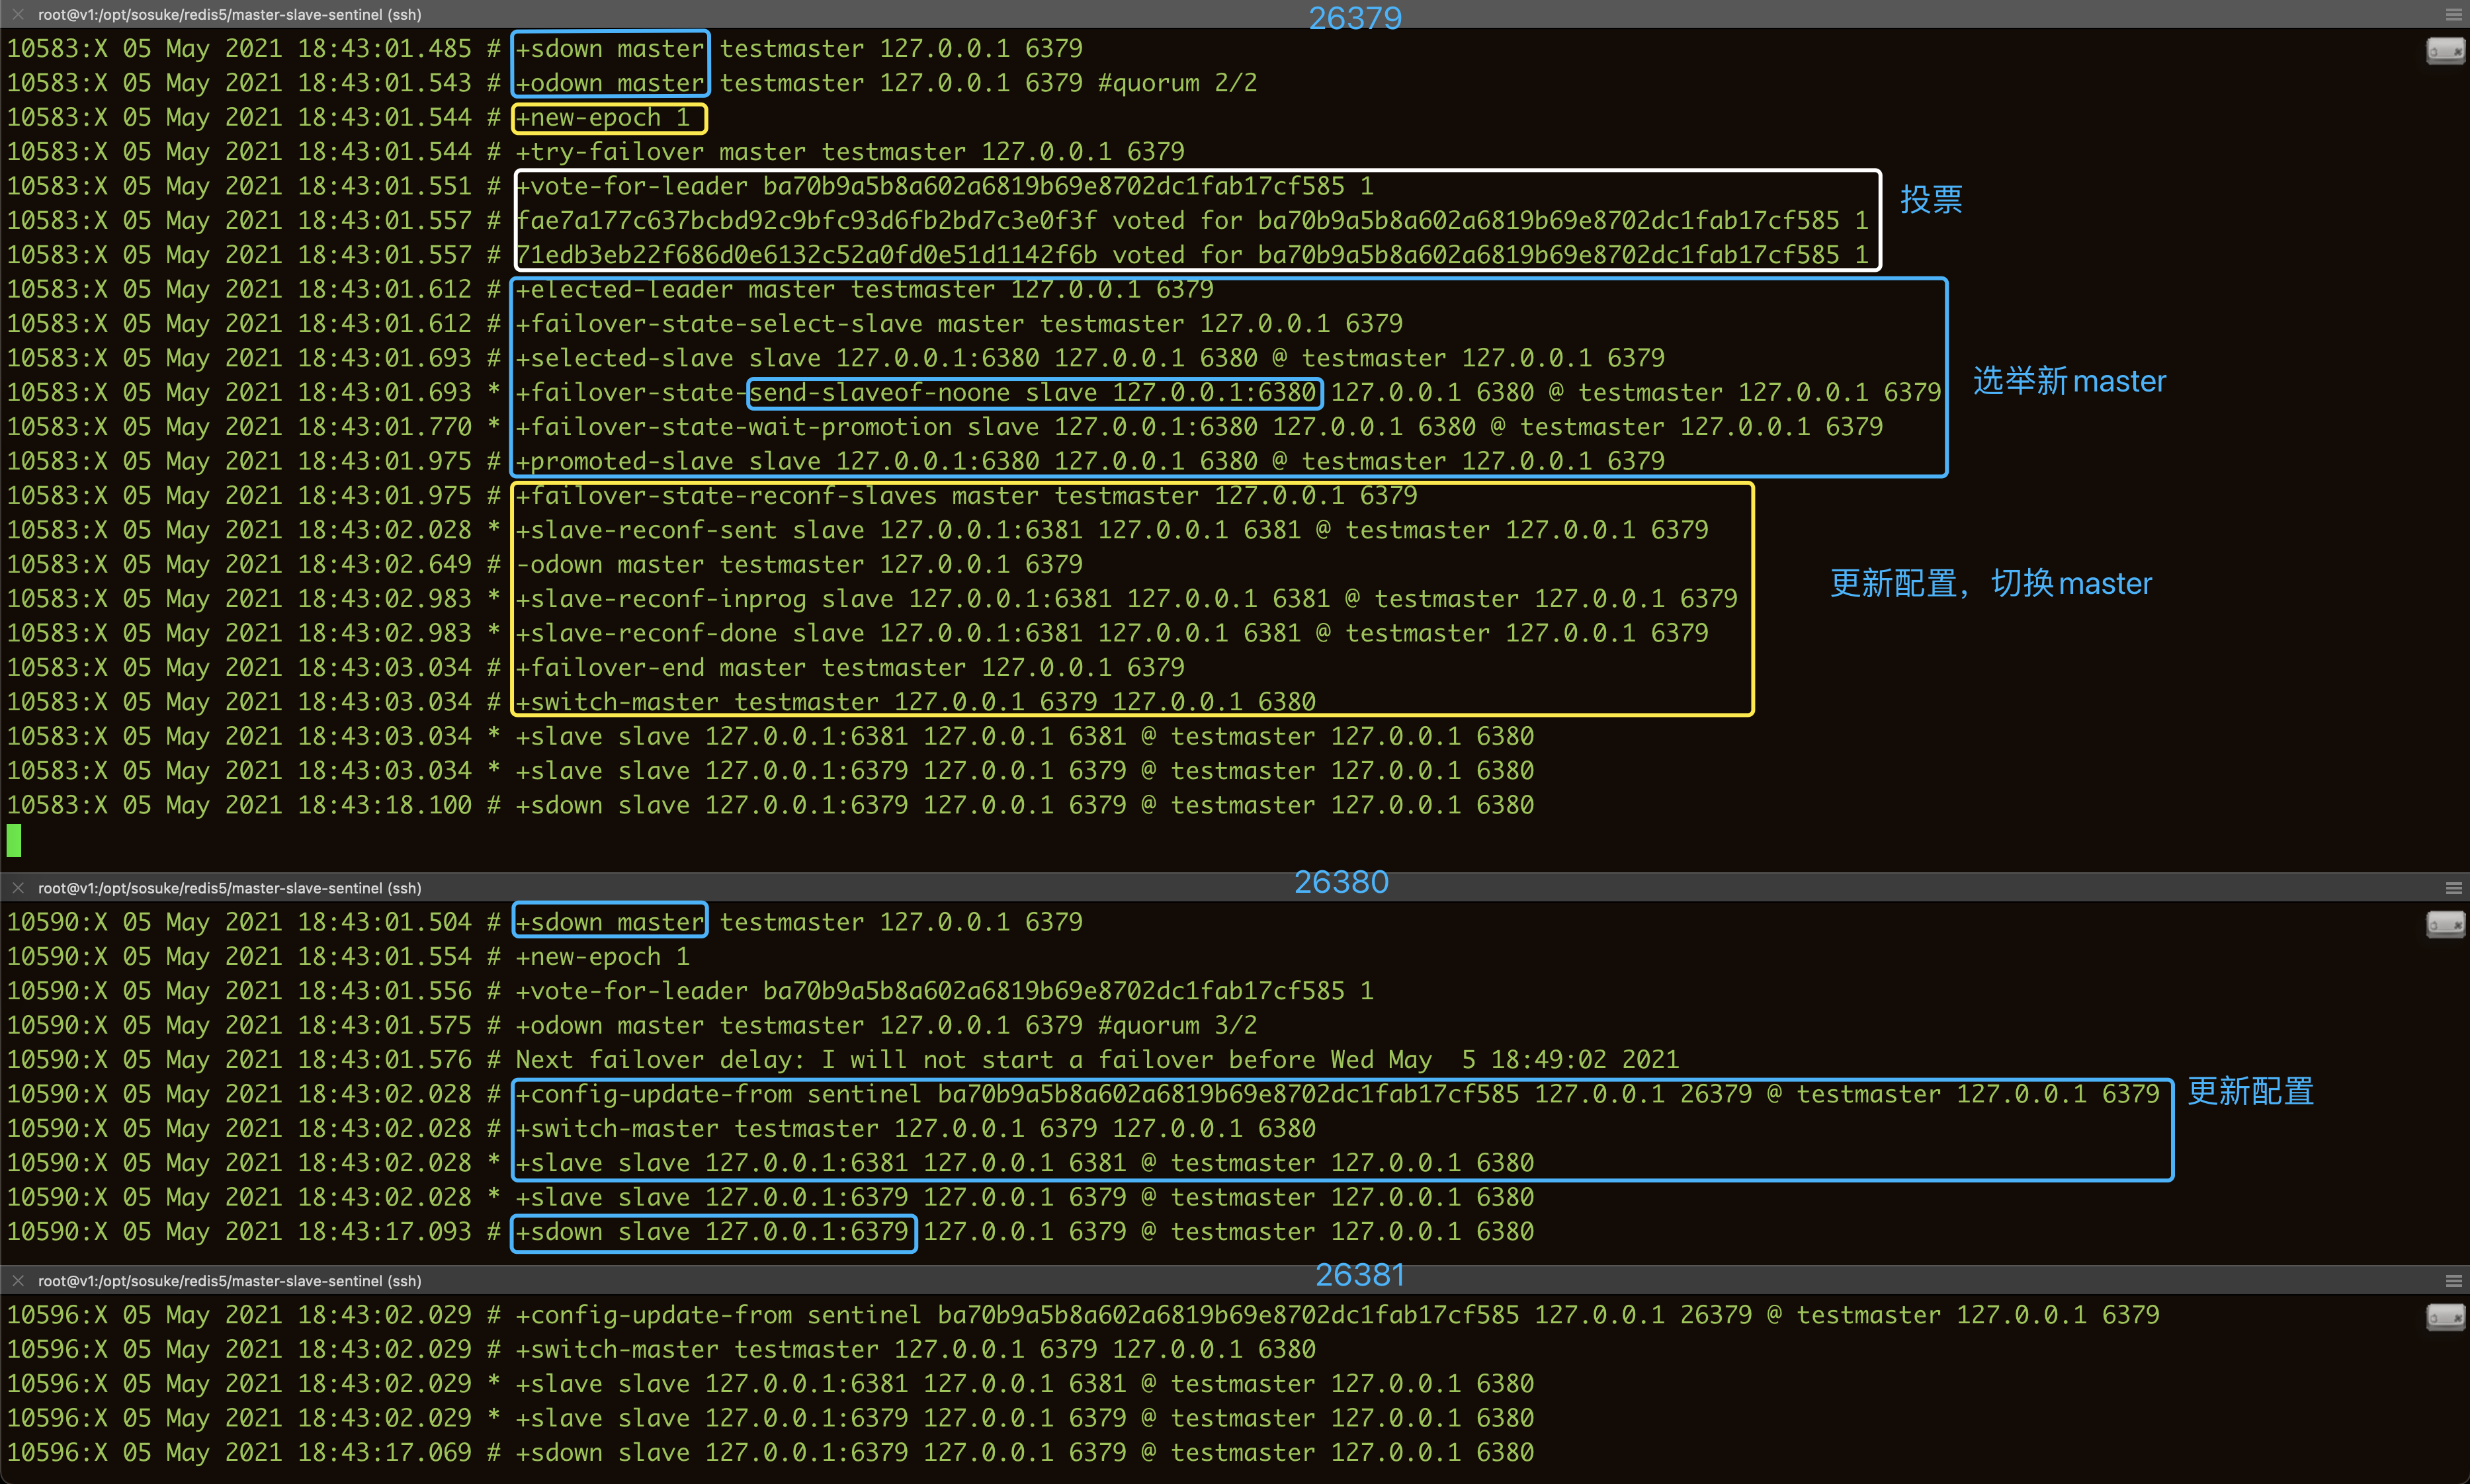 root@v1:/opt/sosuke/redis5/master-slave-sentinel (ssh)
26379
10583:X 05 May 2021 18:43:01.485 # +sdown master testmaster 127.0.0.1 6379
10583:X 05 May 2021 18:43:01.543 # +odown master testmaster 127.0.0.1 6379 #quorum 2/2
10583:X 05 May 2021 18:43:01.544 # +new-epoch 1
10583:X 05 May 2021 18:43:01.544 # +try-failover master testmaster 127.0.0.1 6379
10583:X 05 May 2021 18:43:01.551 # +vote-for-leader ba70b9a5b8a602a6819b69e8702dc1fab17cf585 1
投票
10583:X 05 May 2021 18:43:01.557 # fae7a177c637bcbd92c9bfc93d6fb2bd7c3e0f3f voted for ba70b9a5b8a602a6819b69e8702dc1fab17cf585 1
10583:X 05 May 2021 18:43:01.557 # 71edb3eb22f686d0e6132c52a0fd0e51d1142f6b voted for ba70b9a5b8a602a6819b69e8702dc1fab17cf585 1
10583:X 05 May 2021 18:43:01.612 # +elected-leader master testmaster 127.0.0.1 6379
10583:X 05 May 2021 18:43:01.612 # +failover-state-select-slave master testmaster 127.0.0.1 6379
10583:X 05 May 2021 18:43:01.693 # +selected-slave slave 127.0.0.1:6380 127.0.0.1 6380 @ testmaster 127.0.0.1 6379
选举新master
10583:X 05 May 2021 18:43:01.693 * +failover-state-send-slaveof-noone slave 127.0.0.1:6380 127.0.0.1 6380 @ testmaster 127.0.0.1 6379
10583:X 05 May 2021 18:43:01.770 * +failover-state-wait-promotion slave 127.0.0.1:6380 127.0.0.1 6380 @ testmaster 127.0.0.1 6379
10583:X 05 May 2021 18:43:01.975 # +promoted-slave slave 127.0.0.1:6380 127.0.0.1 6380 @ testmaster 127.0.0.1 6379
10583:X 05 May 2021 18:43:01.975 # +failover-state-reconf-slaves master testmaster 127.0.0.1 6379
10583:X 05 May 2021 18:43:02.028 * +slave-reconf-sent slave 127.0.0.1:6381 127.0.0.1 6381 @ testmaster 127.0.0.1 6379
10583:X 05 May 2021 18:43:02.649 # -odown master testmaster 127.0.0.1 6379
更新配置，切换master
10583:X 05 May 2021 18:43:02.983 * +slave-reconf-inprog slave 127.0.0.1:6381 127.0.0.1 6381 @ testmaster 127.0.0.1 6379
10583:X 05 May 2021 18:43:02.983 * +slave-reconf-done slave 127.0.0.1:6381 127.0.0.1 6381 @ testmaster 127.0.0.1 6379
10583:X 05 May 2021 18:43:03.034 # +failover-end master testmaster 127.0.0.1 6379
10583:X 05 May 2021 18:43:03.034 # +switch-master testmaster 127.0.0.1 6379 127.0.0.1 6380
10583:X 05 May 2021 18:43:03.034 * +slave slave 127.0.0.1:6381 127.0.0.1 6381 @ testmaster 127.0.0.1 6380
10583:X 05 May 2021 18:43:03.034 * +slave slave 127.0.0.1:6379 127.0.0.1 6379 @ testmaster 127.0.0.1 6380
10583:X 05 May 2021 18:43:18.100 # +sdown slave 127.0.0.1:6379 127.0.0.1 6379 @ testmaster 127.0.0.1 6380
root@v1:/opt/sosuke/redis5/master-slave-sentinel (ssh)
26380
10590:X 05 May 2021 18:43:01.504 # +sdown master testmaster 127.0.0.1 6379
10590:X 05 May 2021 18:43:01.554 # +new-epoch 1
10590:X 05 May 2021 18:43:01.556 # +vote-for-leader ba70b9a5b8a602a6819b69e8702dc1fab17cf585 1
10590:X 05 May 2021 18:43:01.575 # +odown master testmaster 127.0.0.1 6379 #quorum 3/2
10590:X 05 May 2021 18:43:01.576 # Next failover delay: I will not start a failover before Wed May  5 18:49:02 2021
10590:X 05 May 2021 18:43:02.028 # +config-update-from sentinel ba70b9a5b8a602a6819b69e8702dc1fab17cf585 127.0.0.1 26379 @ testmaster 127.0.0.1 6379
更新配置
10590:X 05 May 2021 18:43:02.028 # +switch-master testmaster 127.0.0.1 6379 127.0.0.1 6380
10590:X 05 May 2021 18:43:02.028 * +slave slave 127.0.0.1:6381 127.0.0.1 6381 @ testmaster 127.0.0.1 6380
10590:X 05 May 2021 18:43:02.028 * +slave slave 127.0.0.1:6379 127.0.0.1 6379 @ testmaster 127.0.0.1 6380
10590:X 05 May 2021 18:43:17.093 # +sdown slave 127.0.0.1:6379 127.0.0.1 6379 @ testmaster 127.0.0.1 6380
root@v1:/opt/sosuke/redis5/master-slave-sentinel (ssh)
26381
10596:X 05 May 2021 18:43:02.029 # +config-update-from sentinel ba70b9a5b8a602a6819b69e8702dc1fab17cf585 127.0.0.1 26379 @ testmaster 127.0.0.1 6379
10596:X 05 May 2021 18:43:02.029 # +switch-master testmaster 127.0.0.1 6379 127.0.0.1 6380
10596:X 05 May 2021 18:43:02.029 * +slave slave 127.0.0.1:6381 127.0.0.1 6381 @ testmaster 127.0.0.1 6380
10596:X 05 May 2021 18:43:02.029 * +slave slave 127.0.0.1:6379 127.0.0.1 6379 @ testmaster 127.0.0.1 6380
10596:X 05 May 2021 18:43:17.069 # +sdown slave 127.0.0.1:6379 127.0.0.1 6379 @ testmaster 127.0.0.1 6380